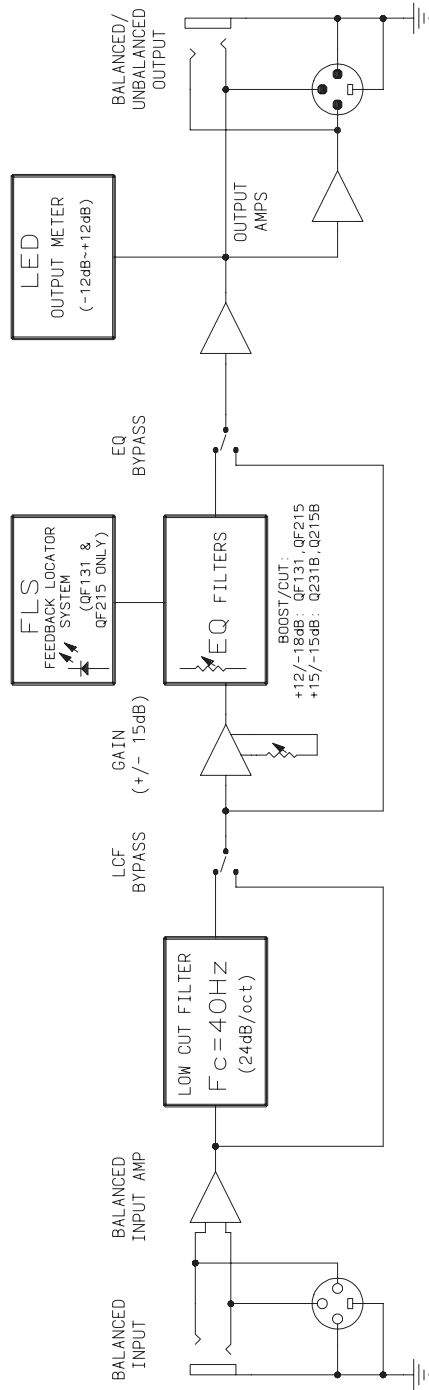 BALANCED
INPUT
BALANCED
INPUT AMP
LOW CUT FILTER
Fc=40Hz
(24dB/oct)
LCF
BYPASS
GAIN
(+/- 15dB)
FLS
FEEDBACK LOCATOR
SYSTEM
(QF131 &
QF215 ONLY)
EQ FILTERS
BOOST/CUT:
+12/-18dB: QF131,QF215
+15/-15dB: Q231B,Q215B
EQ
BYPASS
LED
OUTPUT METER
(-12dB~+12dB)
OUTPUT
AMPS
BALANCED/
UNBALANCED
OUTPUT